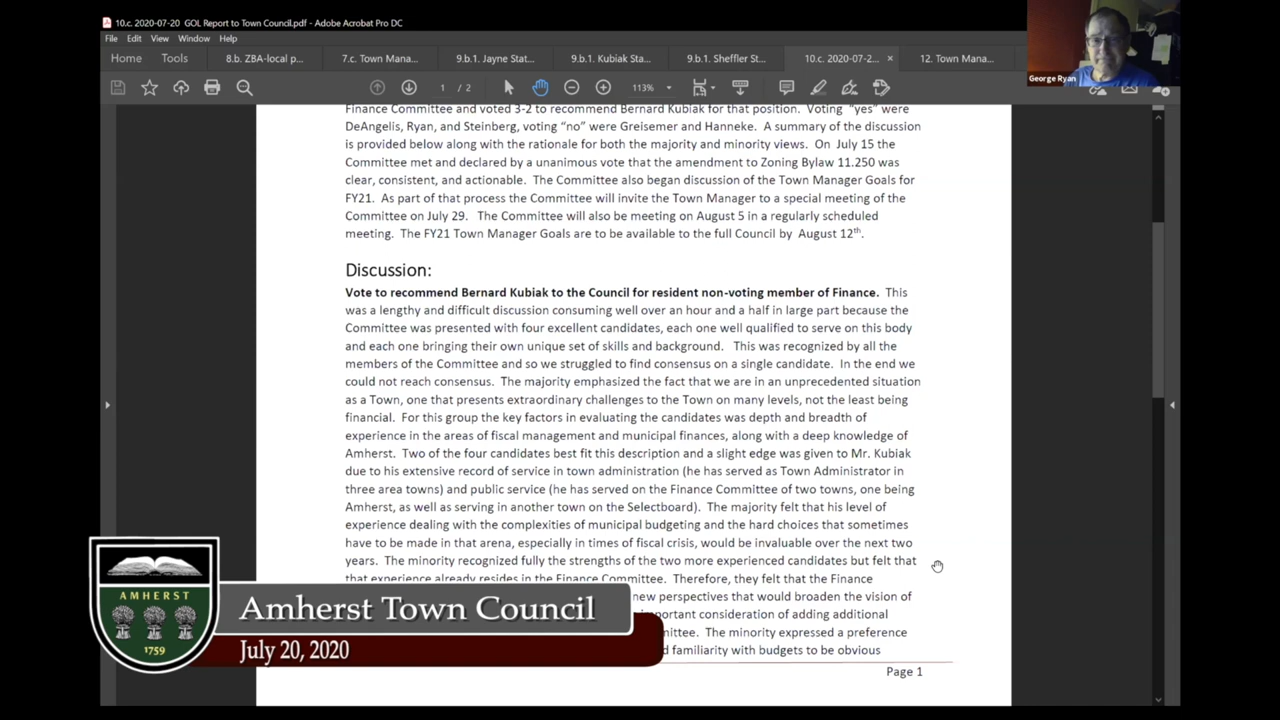 10.c. 2020-07-20 GOL Report to Town Council.pdf - Adobe Acrobat Pro DC
File Edit View Window Help
Home Tools 8.b. ZBA-local p... 7.c. Town Mana... 9.b.1. Jayne Stat... 9.b.1. Kubiak Sta... 9.b.1. Sheffler St... 10.c. 2020-07-2... × 12. Town Mana...
George Ryan
1 / 2 113%
Finance Committee and voted 3-2 to recommend Bernard Kubiak for that position. Voting "yes" were
DeAngelis, Ryan, and Steinberg, voting "no" were Greisemer and Hanneke. A summary of the discussion
is provided below along with the rationale for both the majority and minority views. On July 15 the
Committee met and declared by a unanimous vote that the amendment to Zoning Bylaw 11.250 was
clear, consistent, and actionable. The Committee also began discussion of the Town Manager Goals for
FY21. As part of that process the Committee will invite the Town Manager to a special meeting of the
Committee on July 29. The Committee will also be meeting on August 5 in a regularly scheduled
meeting. The FY21 Town Manager Goals are to be available to the full Council by August 12th.
Discussion:
Vote to recommend Bernard Kubiak to the Council for resident non-voting member of Finance. This
was a lengthy and difficult discussion consuming well over an hour and a half in large part because the
Committee was presented with four excellent candidates, each one well qualified to serve on this body
and each one bringing their own unique set of skills and background. This was recognized by all the
members of the Committee and so we struggled to find consensus on a single candidate. In the end we
could not reach consensus. The majority emphasized the fact that we are in an unprecedented situation
as a Town, one that presents extraordinary challenges to the Town on many levels, not the least being
financial. For this group the key factors in evaluating the candidates was depth and breadth of
experience in the areas of fiscal management and municipal finances, along with a deep knowledge of
Amherst. Two of the four candidates best fit this description and a slight edge was given to Mr. Kubiak
due to his extensive record of service in town administration (he has served as Town Administrator in
three area towns) and public service (he has served on the Finance Committee of two towns, one being
Amherst, as well as serving in another town on the Selectboard). The majority felt that his level of
experience dealing with the complexities of municipal budgeting and the hard choices that sometimes
have to be made in that arena, especially in times of fiscal crisis, would be invaluable over the next two
years. The minority recognized fully the strengths of the two more experienced candidates but felt that
that experience already resides in the Finance Committee. Therefore, they felt that the Finance
new perspectives that would broaden the vision of
important consideration of adding additional
The minority expressed a preference
familiarity with budgets to be obvious
Page 1
AMHERST
1759
Amherst Town Council
July 20, 2020